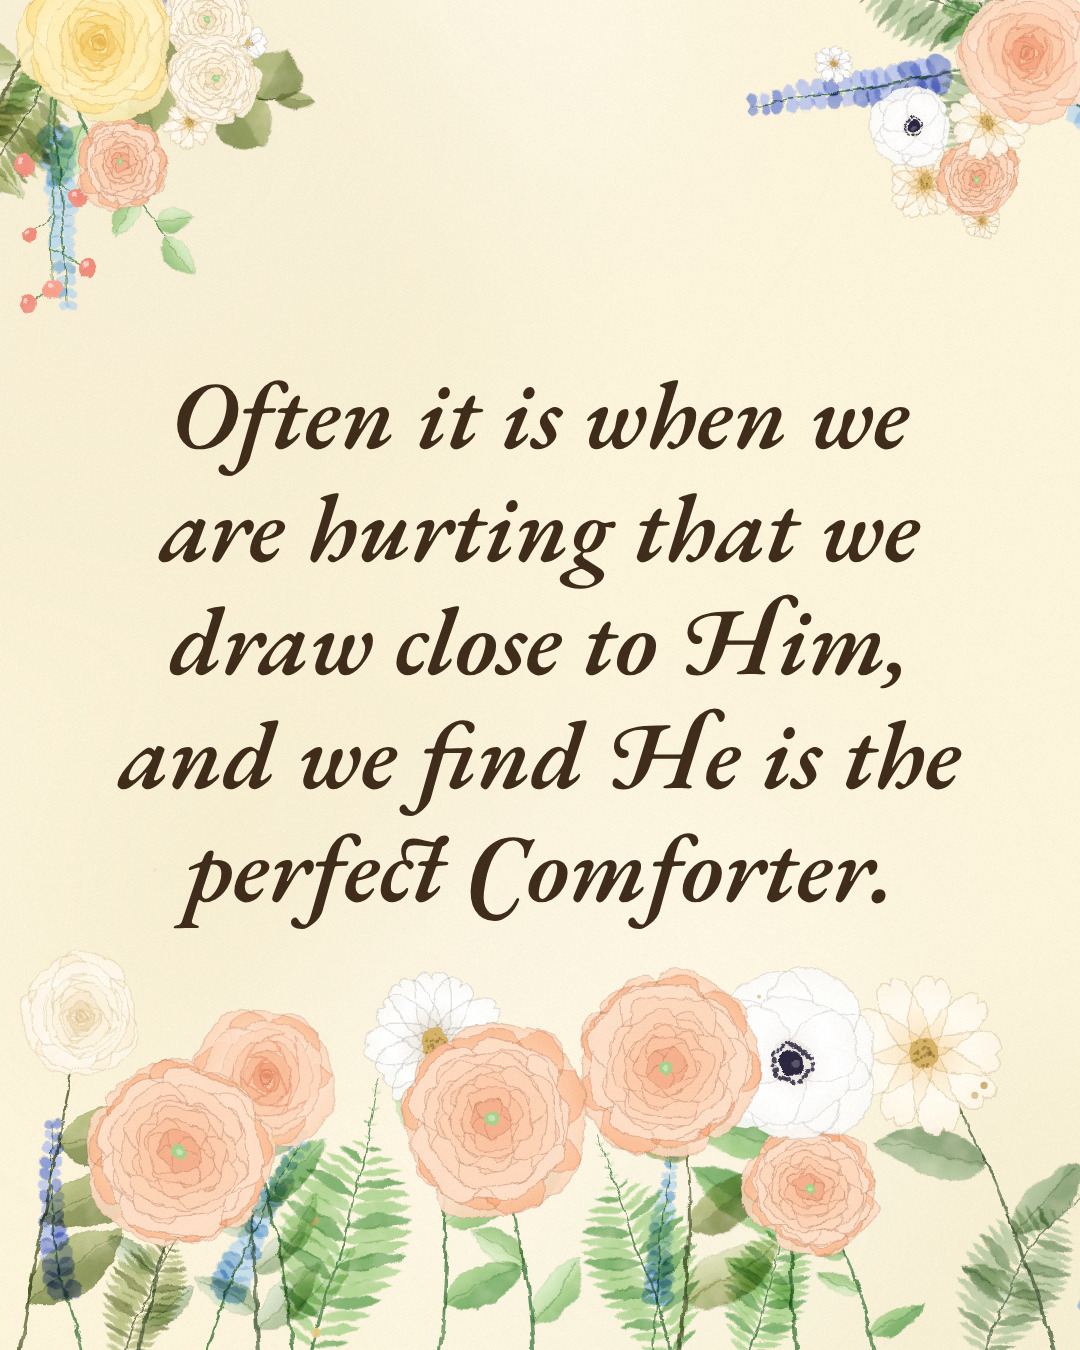 Often it is when we
are hurting that we
draw close to Him,
and we find He is the
perfect Comforter.